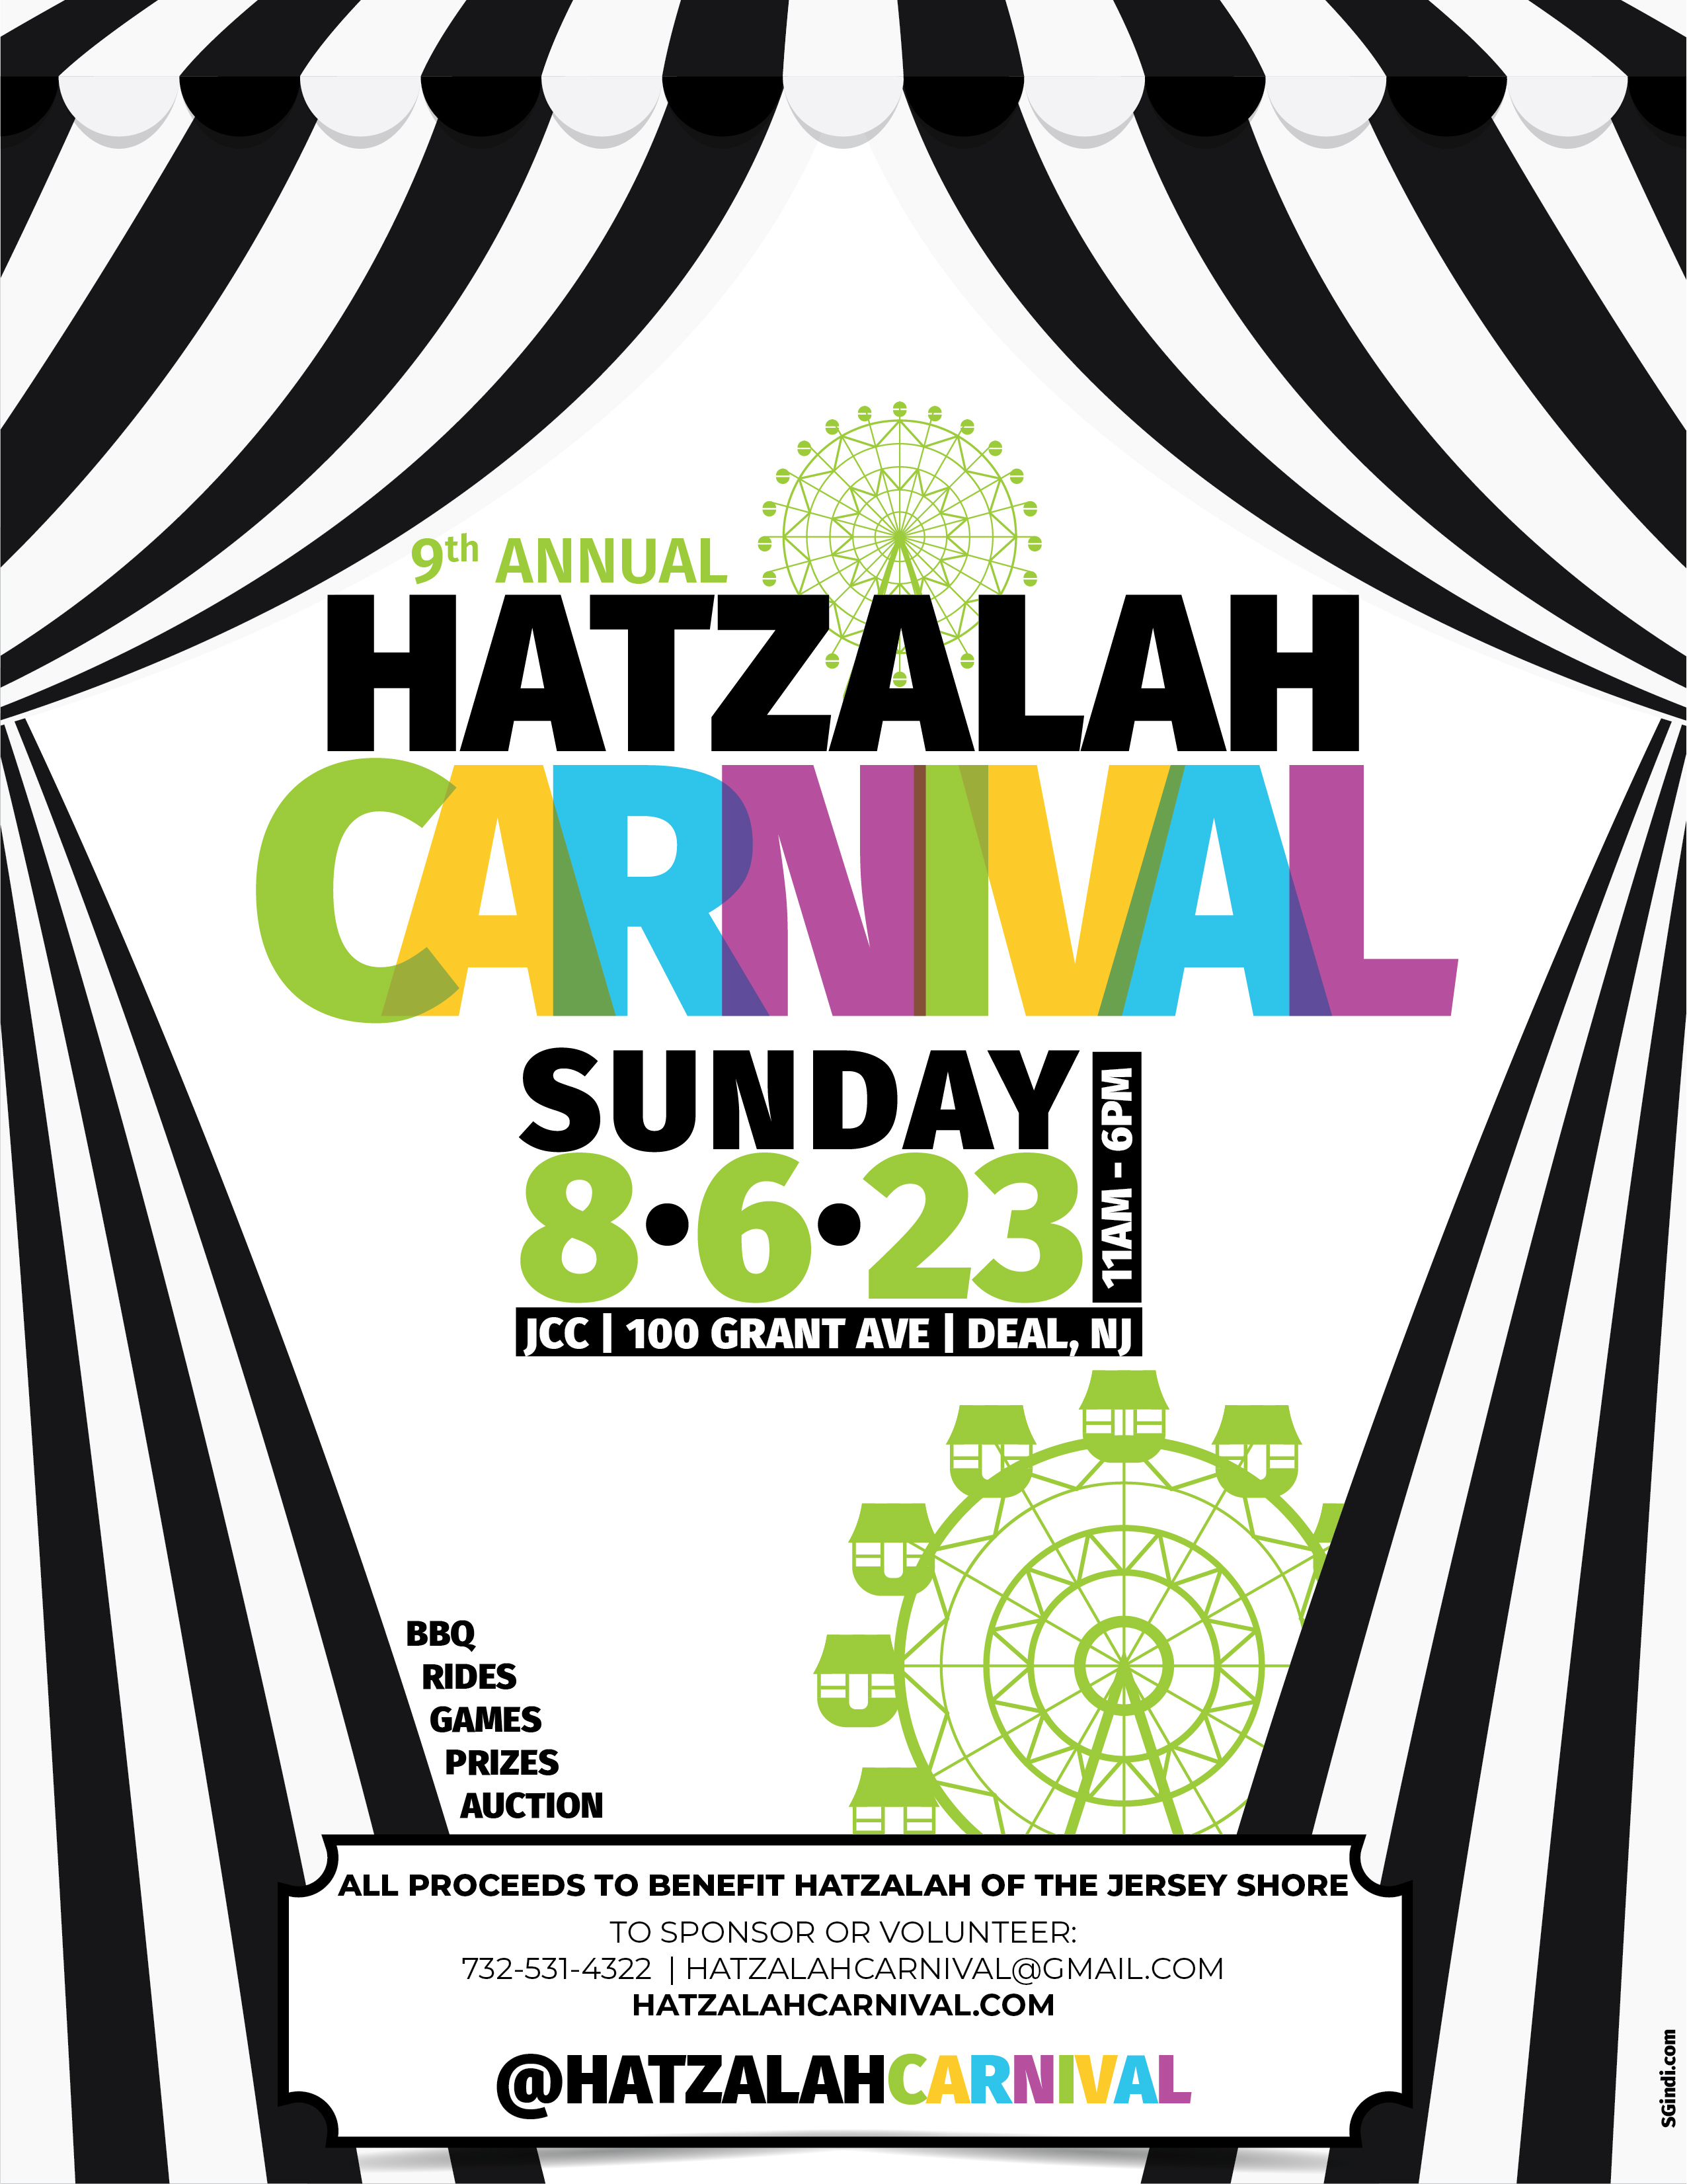 9th ANNUAL
HATZALAH
CARNIVAL
SUNDAY
8•6•23
11AM - 6PM
JCC | 100 GRANT AVE | DEAL, NJ
BBQ
RIDES
GAMES
PRIZES
AUCTION
ALL PROCEEDS TO BENEFIT HATZALAH OF THE JERSEY SHORE
TO SPONSOR OR VOLUNTEER:
732-531-4322 | HATZALAHCARNIVAL@GMAIL.COM
HATZALAHCARNIVAL.COM
@HATZALAHCARNIVAL
SGindi.com